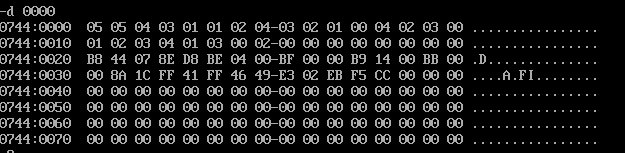 -d 0000
0744:0000 05 05 04 03 01 01 02 04-03 02 01 00 04 02 03 00 ................
0744:0010 01 02 03 04 01 03 00 02-00 00 00 00 00 00 00 00 ................
0744:0020 B8 44 07 8E D8 BE 04 00-BF 00 00 B9 14 00 BB 00 .D..............
0744:0030 00 8A 1C FF 41 FF 46 49-E3 02 EB F5 CC 00 00 00 ....A.FI........
0744:0040 00 00 00 00 00 00 00 00-00 00 00 00 00 00 00 00 ................
0744:0050 00 00 00 00 00 00 00 00-00 00 00 00 00 00 00 00 ................
0744:0060 00 00 00 00 00 00 00 00-00 00 00 00 00 00 00 00 ................
0744:0070 00 00 00 00 00 00 00 00-00 00 00 00 00 00 00 00 ................